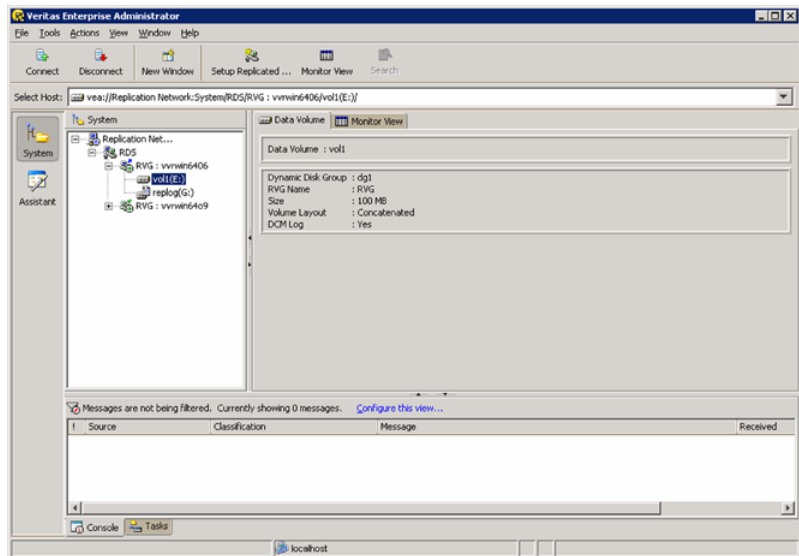 Veritas Enterprise Administrator
File Tools Actions View Window Help
Connect Disconnect New Window Setup Replicated ... Monitor View Search
Select Host: vea://Replication Network:System/RDS/RVG : vvrwin6406/vol1(E:)/
System
Assistant
System
Replication Net...
RDS
RVG : vvrwin6406
vol1(E:)
replog(G:)
RVG : vvrwin64o9
Data Volume Monitor View
Data Volume : vol1
Dynamic Disk Group : dg1
RVG Name : RVG
Size : 100 MB
Volume Layout : Concatenated
DCM Log : Yes
Messages are not being filtered. Currently showing 0 messages. Configure this view...
! Source Classification Message Received
Console Tasks
localhost